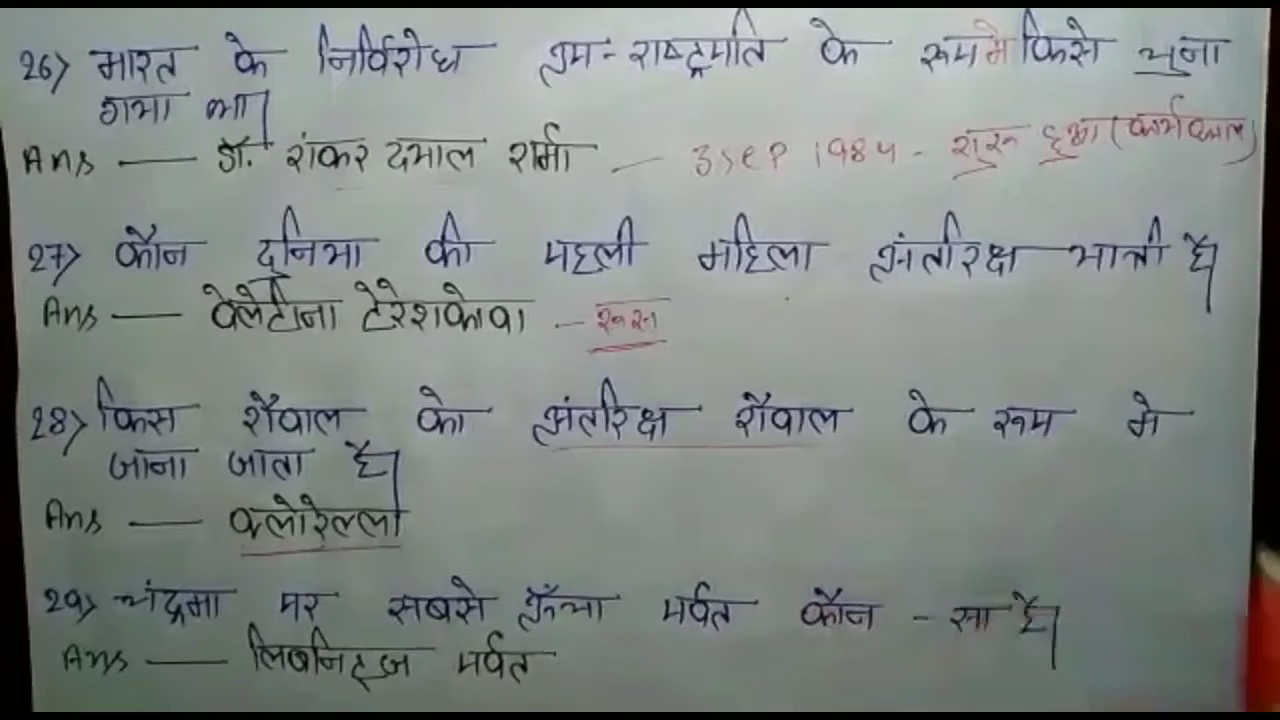 26) भारत के निर्विरोध उप-राष्ट्रपति के रूप मे किसे चुना
गया था।
Ans — डॉ. शंकर दयाल शर्मा — 3 sep 1984 - शुरू हुआ (कार्यकाल)
27) कौन दुनिया की पहली महिला अंतरिक्ष यात्री है।
Ans — वेलेंटीना टेरेशकोवा — रूस
28) किस शैवाल को अंतरिक्ष शैवाल के रूप मे
जाना जाता है।
Ans — क्लोरेल्ला
29) चंद्रमा पर सबसे ऊँचा पर्वत कौन - सा है।
Ans — लिबनिट्ज पर्वत